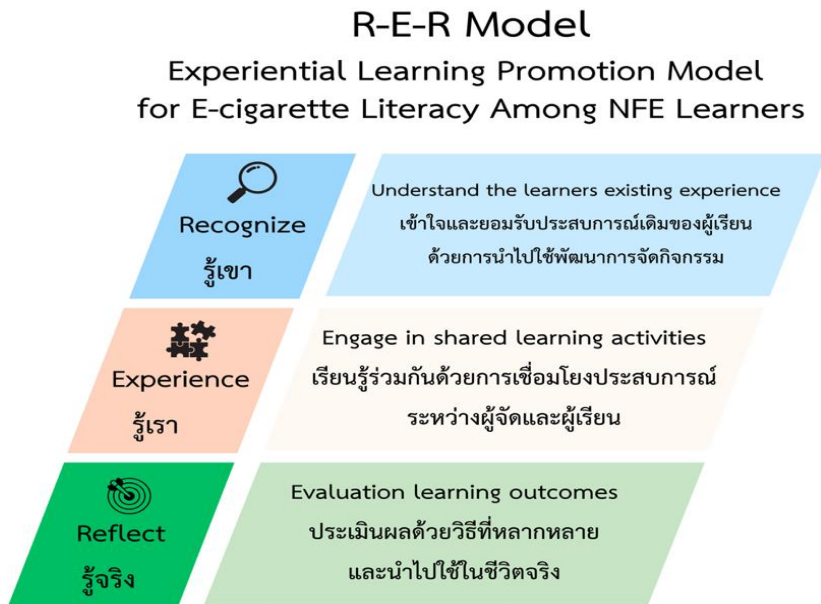 R-E-R Model
Experiential Learning Promotion Model
for E-cigarette Literacy Among NFE Learners
Recognize
รู้เขา
Understand the learners existing experience
เข้าใจและยอมรับประสบการณ์เดิมของผู้เรียน
ด้วยการนำไปใช้พัฒนาการจัดกิจกรรม
Experience
รู้เรา
Engage in shared learning activities
เรียนรู้ร่วมกันด้วยการเชื่อมโยงประสบการณ์
ระหว่างผู้จัดและผู้เรียน
Reflect
รู้จริง
Evaluation learning outcomes
ประเมินผลด้วยวิธีที่หลากหลาย
และนำไปใช้ในชีวิตจริง